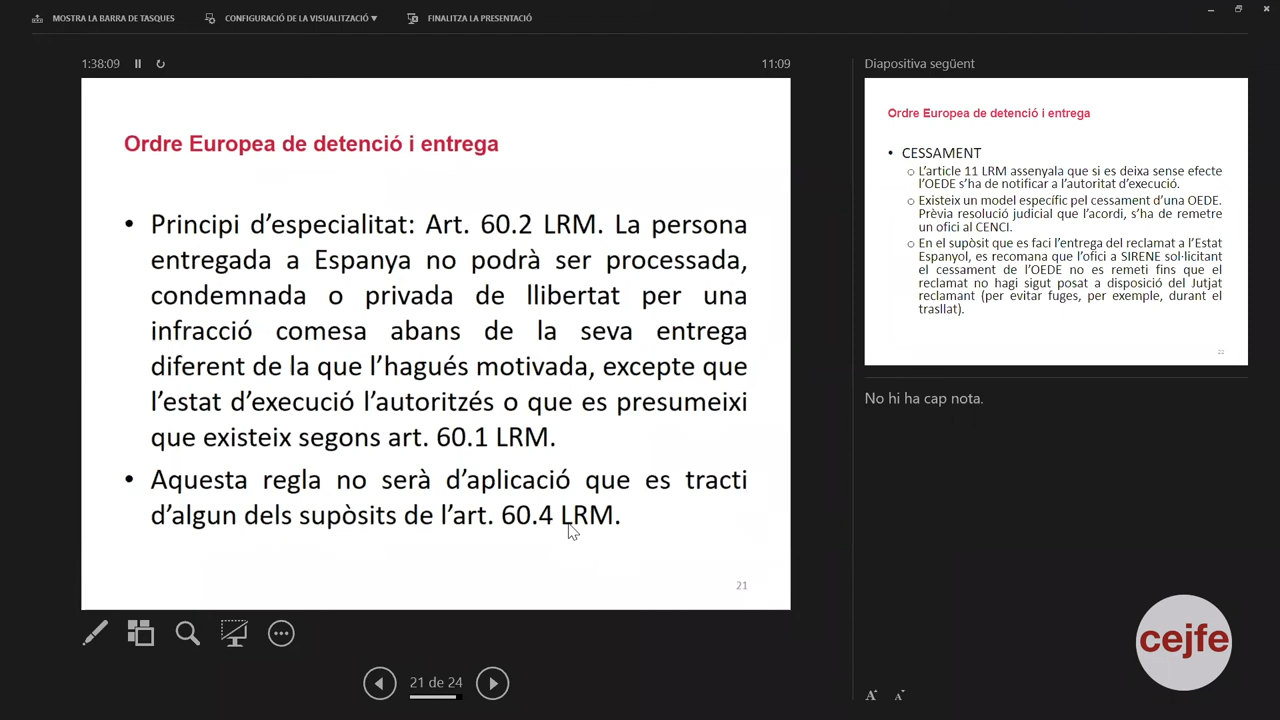 MOSTRA LA BARRA DE TASQUES
CONFIGURACIÓ DE LA VISUALITZACIÓ ▼
FINALITZA LA PRESENTACIÓ
1:38:09
11:09
Ordre Europea de detenció i entrega
• Principi d’especialitat: Art. 60.2 LRM. La persona
entregada a Espanya no podrà ser processada,
condemnada o privada de llibertat per una
infracció comesa abans de la seva entrega
diferent de la que l’hagués motivada, excepte que
l’estat d’execució l’autoritzés o que es presumeixi
que existeix segons art. 60.1 LRM.
• Aquesta regla no serà d’aplicació que es tracti
d’algun dels supòsits de l’art. 60.4 LRM.
21
21 de 24
Diapositiva següent
Ordre Europea de detenció i entrega
• CESSAMENT
○ L’article 11 LRM assenyala que si es deixa sense efecte
l’OEDE s’ha de notificar a l’autoritat d’execució.
○ Existeix un model específic pel cessament d’una OEDE.
Prèvia resolució judicial que l’acordi, s’ha de remetre
un ofici al CENCI.
○ En el supòsit que es faci l’entrega del reclamat a l’Estat
Espanyol, es recomana que l’ofici a SIRENE sol·licitant
el cessament de l’OEDE no es remeti fins que el
reclamat no hagi sigut posat a disposició del Jutjat
reclamant (per evitar fuges, per exemple, durant el
trasllat).
22
No hi ha cap nota.
cejfe
A A